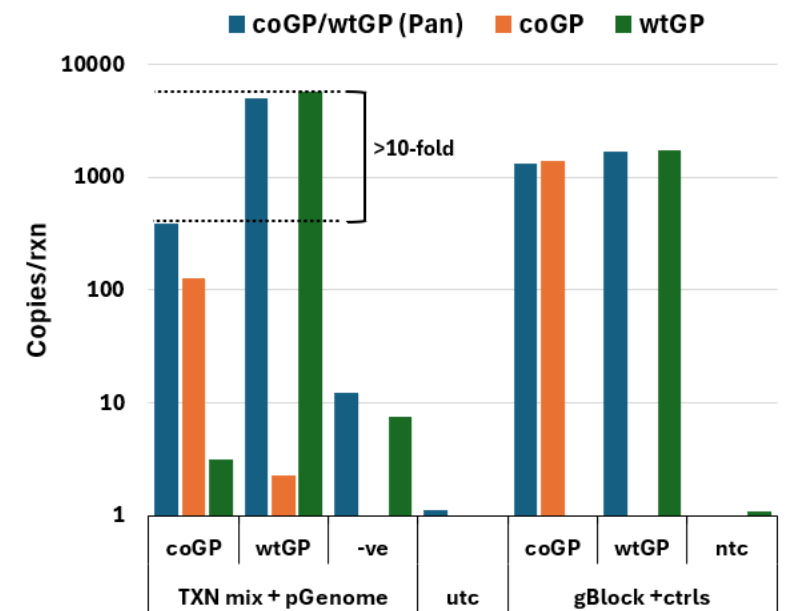 coGP/wtGP (Pan) coGP wtGP
10000
>10-fold
1000
Copies/rxn
100
10
1
coGP wtGP -ve coGP wtGP ntc
TXN mix + pGenome utc gBlock +ctrls